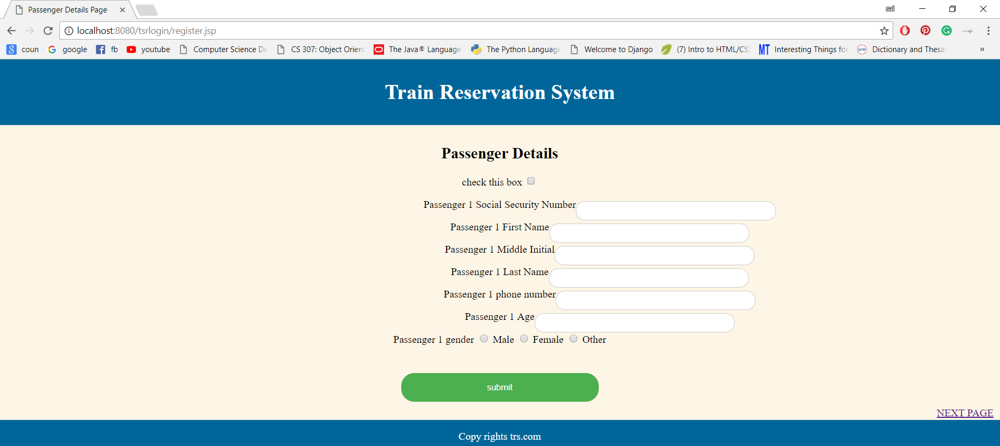 Passenger Details Page
sai
localhost:8080/tsrlogin/register.jsp
coun google fb youtube Computer Science De CS 307: Object Orient The Java® Language The Python Language Welcome to Django (7) Intro to HTML/CSS MT Interesting Things for Dictionary and Thesa »
Train Reservation System
Passenger Details
check this box
Passenger 1 Social Security Number
Passenger 1 First Name
Passenger 1 Middle Initial
Passenger 1 Last Name
Passenger 1 phone number
Passenger 1 Age
Passenger 1 gender Male Female Other
submit
NEXT PAGE
Copy rights trs.com